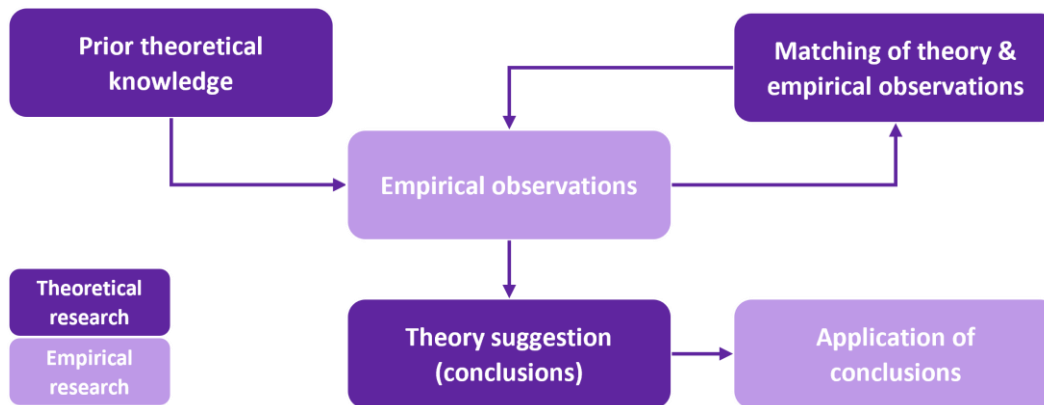 Prior theoretical
knowledge
Matching of theory &
empirical observations
Empirical observations
Theoretical
research
Empirical
research
Theory suggestion
(conclusions)
Application of
conclusions